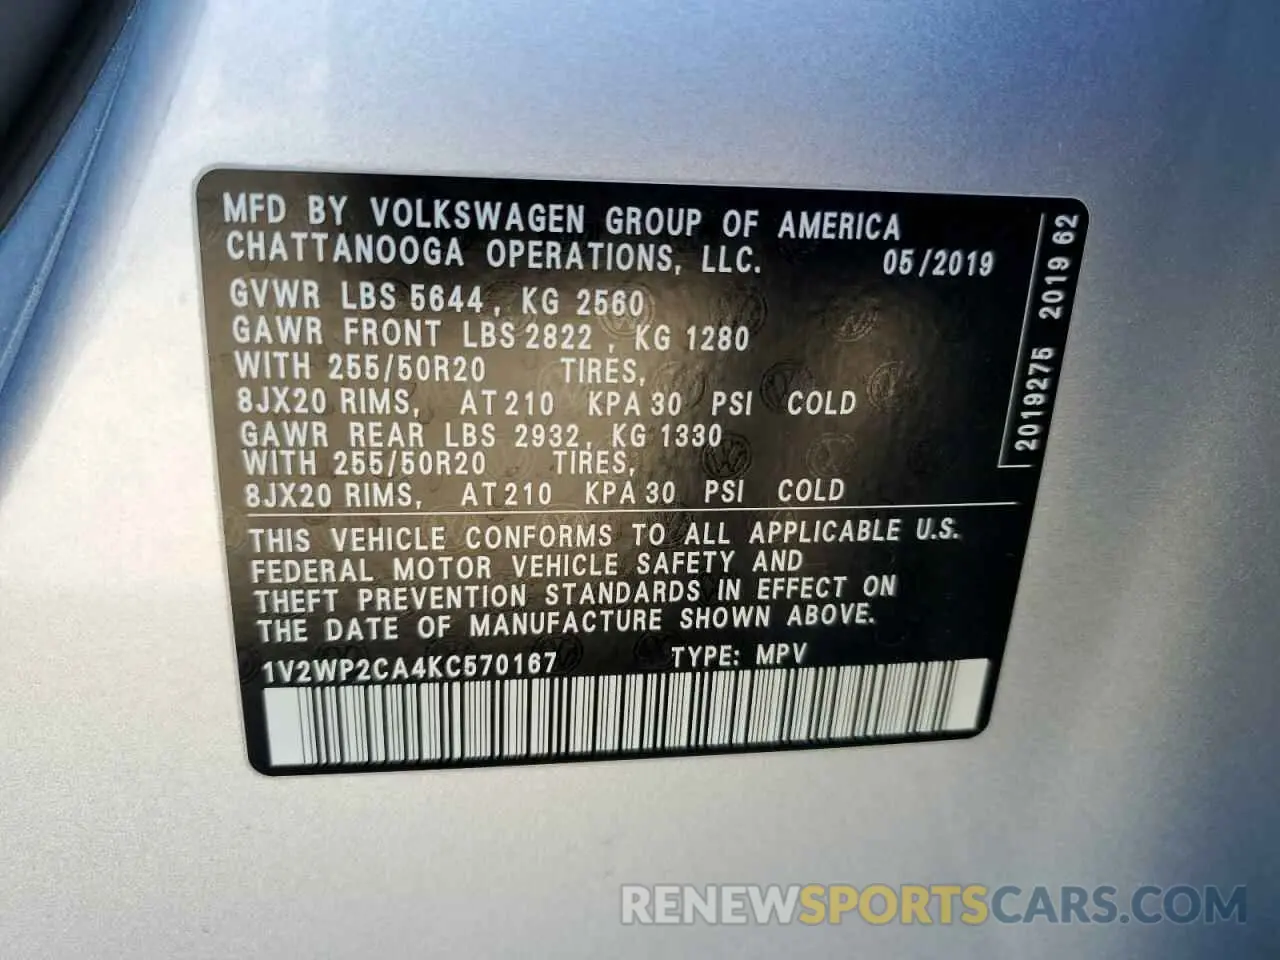 MFD BY VOLKSWAGEN GROUP OF AMERICA
CHATTANOOGA OPERATIONS, LLC. 05/2019
GVWR LBS 5644, KG 2560
GAWR FRONT LBS 2822, KG 1280
WITH 255/50R20 TIRES,
8JX20 RIMS, AT 210 KPA 30 PSI COLD
GAWR REAR LBS 2932, KG 1330
WITH 255/50R20 TIRES,
8JX20 RIMS, AT 210 KPA 30 PSI COLD
THIS VEHICLE CONFORMS TO ALL APPLICABLE U.S.
FEDERAL MOTOR VEHICLE SAFETY AND
THEFT PREVENTION STANDARDS IN EFFECT ON
THE DATE OF MANUFACTURE SHOWN ABOVE.
1V2WP2CA4KC570167 TYPE: MPV
2019275 2019 62
RENEWSPORTSCARS.COM